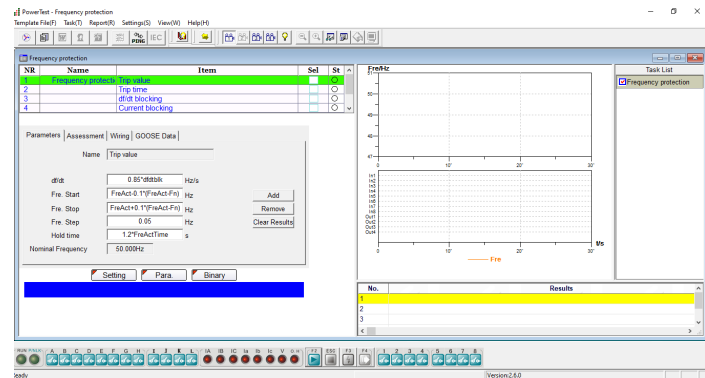 PowerTest - Frequency protection
Template File(F) Task(T) Report(R) Settings(S) View(W) Help(H)
PING IEC
Frequency protection
NR Name Item Sel St
1 Frequency protecti Trip value
2 Trip time
3 df/dt blocking
4 Current blocking
Parameters Assessment Wiring GOOSE Data
Name Trip value
df/dt 0.85*dfdtblk Hz/s
Fre. Start FreAct-0.1*(FreAct-Fn) Hz Add
Fre. Stop FreAct+0.1*(FreAct-Fn) Hz Remove
Fre. Step 0.05 Hz Clear Results
Hold time 1.2*FreActTime s
Nominal Frequency 50.000Hz
Setting Para. Binary
Fre/Hz
51
50
49
48
47
0 10' 20' 30'
In1
In2
In3
In4
In5
In6
In7
In8
Out1
Out2
Out3
Out4
t/s
0 10' 20' 30'
Fre
Task List
Frequency protection
No. Results
1
2
3
A B C D E F G H I J K L IA IB IC Ia Ib Ic V O.H F2 ESC F3 F4 1 2 3 4 5 6 7 8
eady Version:2.6.0